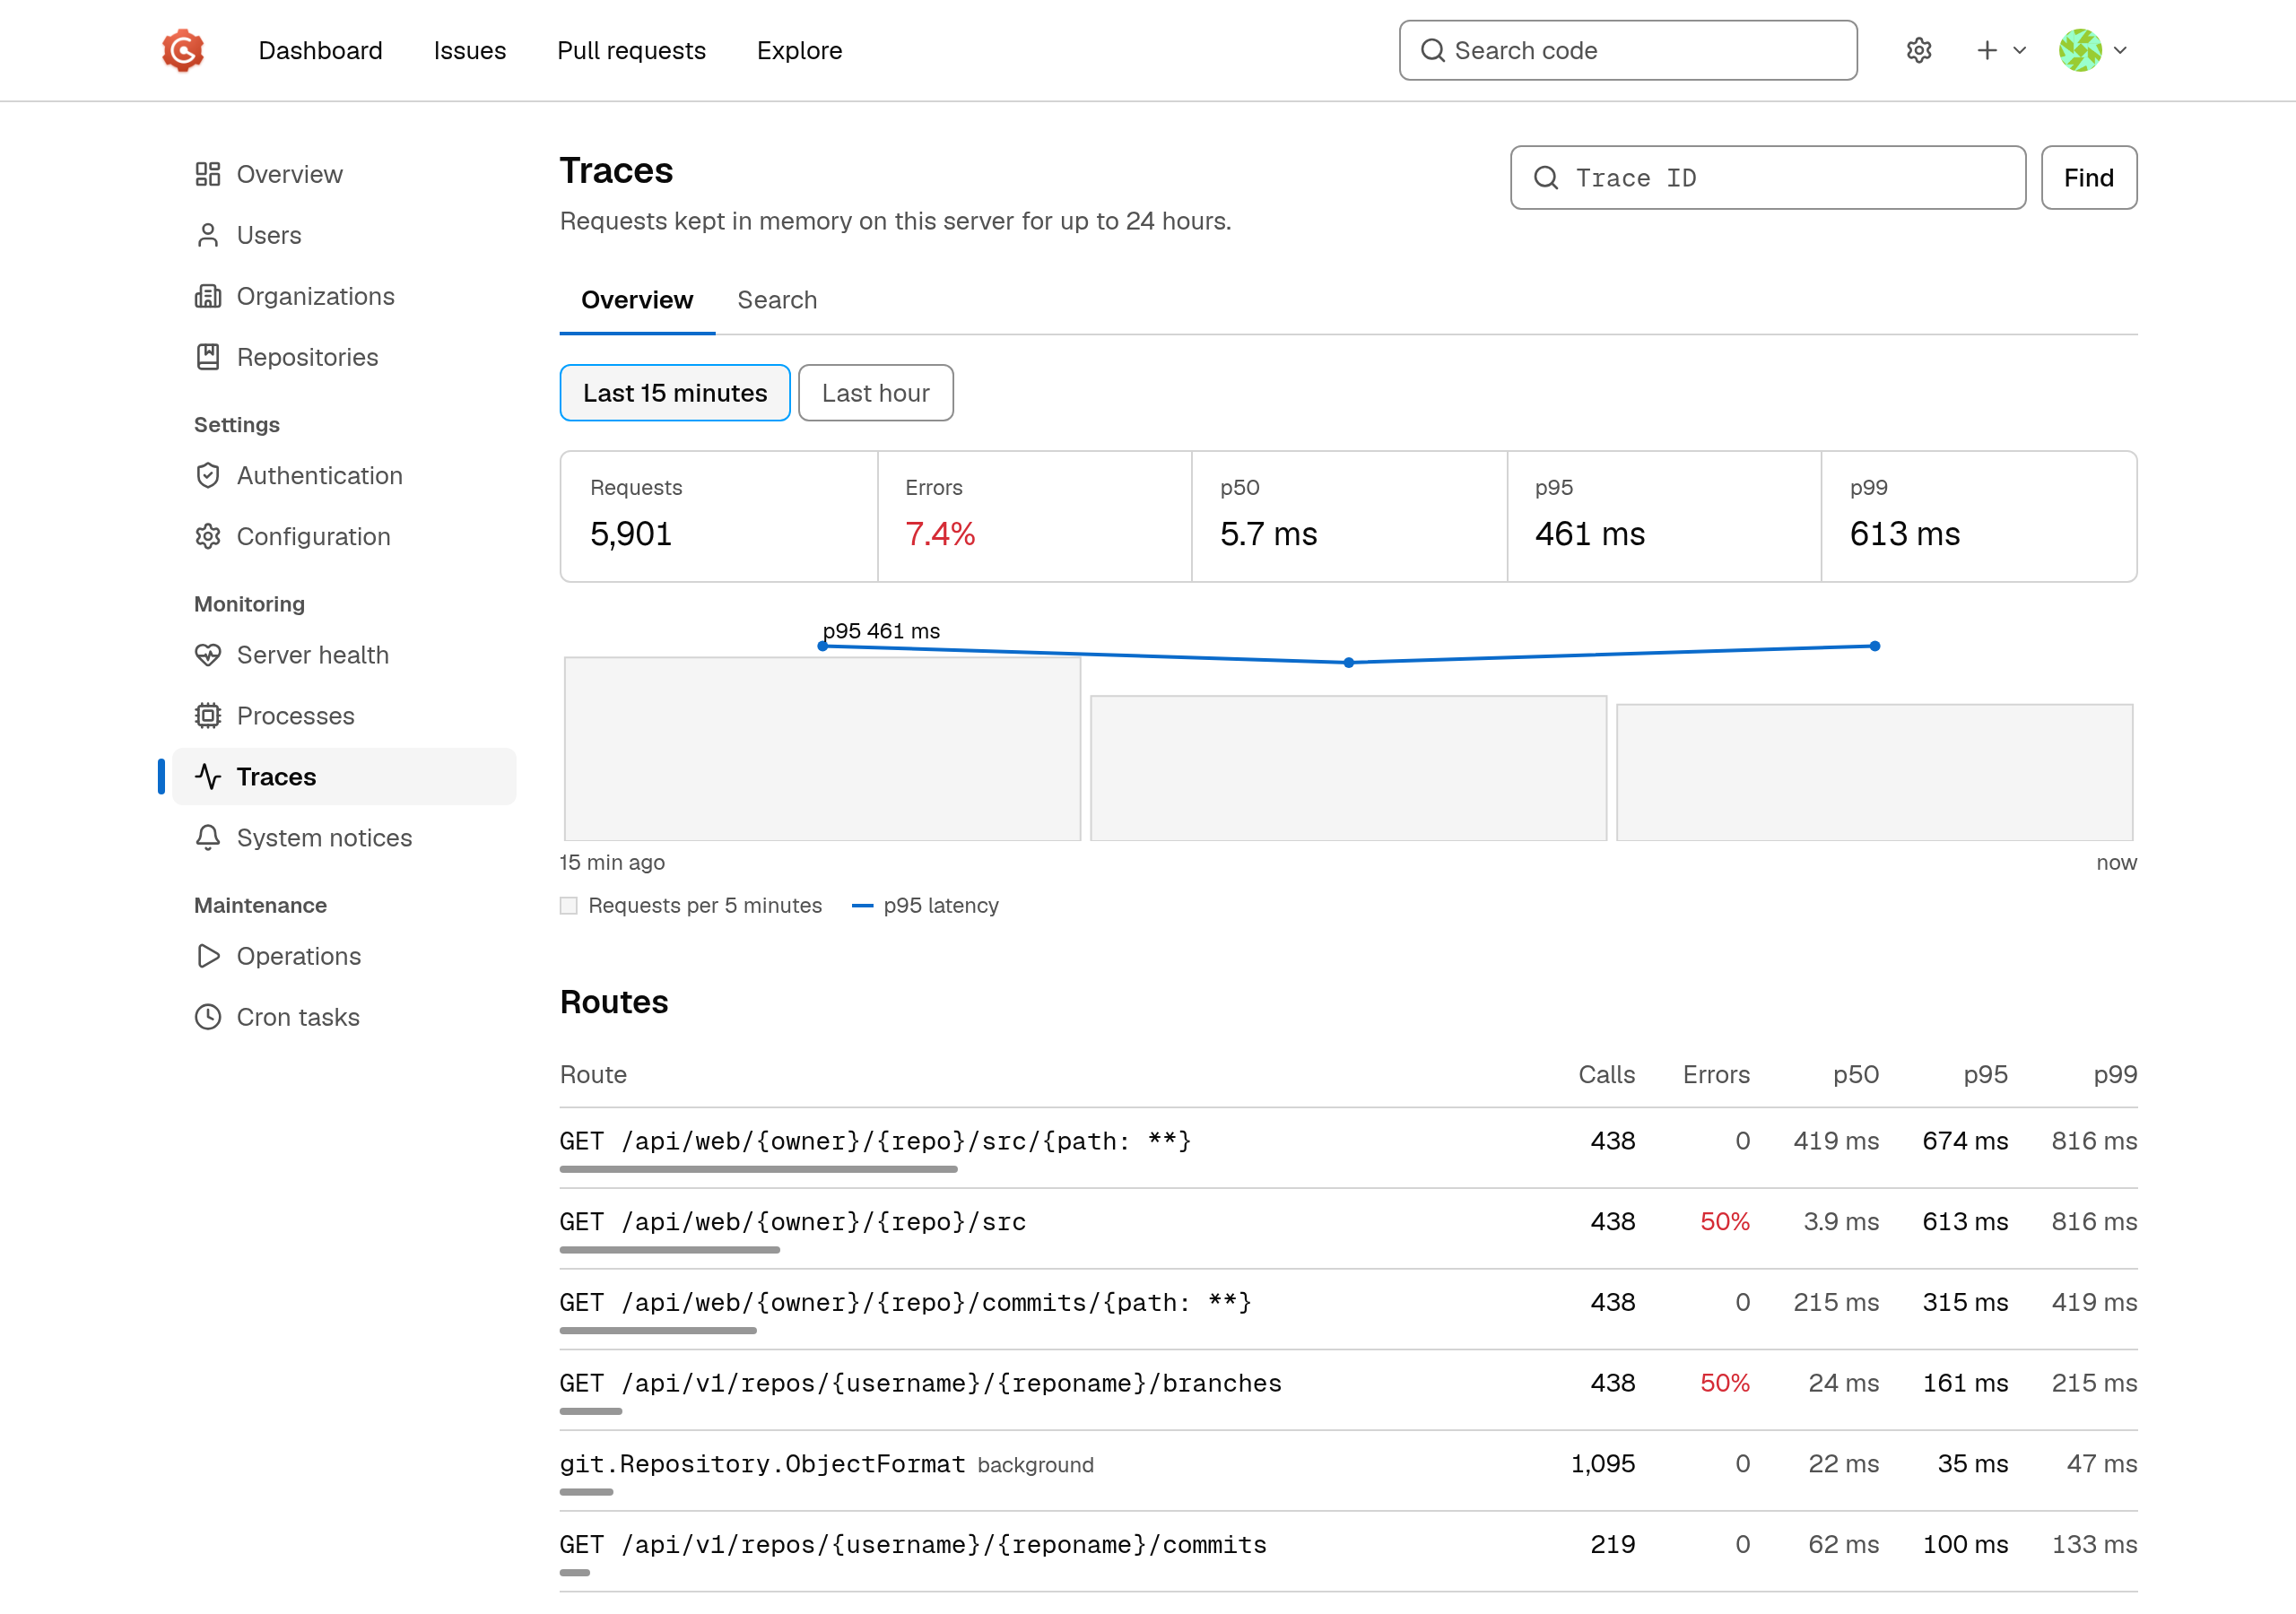 Dashboard Issues Pull requests Explore Search code
Overview
Users
Organizations
Repositories
Settings
Authentication
Configuration
Monitoring
Server health
Processes
Traces
System notices
Maintenance
Operations
Cron tasks
Traces
Requests kept in memory on this server for up to 24 hours.
Trace ID Find
Overview Search
Last 15 minutes Last hour
Requests Errors p50 p95 p99
5,901 7.4% 5.7 ms 461 ms 613 ms
p95 461 ms
15 min ago now
Requests per 5 minutes p95 latency
Routes
Route Calls Errors p50 p95 p99
GET /api/web/{owner}/{repo}/src/{path: **} 438 0 419 ms 674 ms 816 ms
GET /api/web/{owner}/{repo}/src 438 50% 3.9 ms 613 ms 816 ms
GET /api/web/{owner}/{repo}/commits/{path: **} 438 0 215 ms 315 ms 419 ms
GET /api/v1/repos/{username}/{reponame}/branches 438 50% 24 ms 161 ms 215 ms
git.Repository.ObjectFormat background 1,095 0 22 ms 35 ms 47 ms
GET /api/v1/repos/{username}/{reponame}/commits 219 0 62 ms 100 ms 133 ms